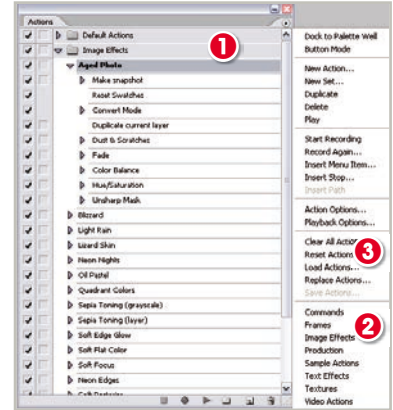 Actions
Default Actions
1
Image Effects
Aged Photo
Make snapshot
Reset Swatches
Convert Mode
Duplicate current layer
Dust & Scratches
Fade
Color Balance
Hue/Saturation
Unsharp Mask
Blizzard
Light Rain
Lizard Skin
Neon Nights
Oil Pastel
Quadrant Colors
Sepia Toning (grayscale)
Sepia Toning (layer)
Soft Edge Glow
Soft Flat Color
Soft Focus
Neon Edges
Dock to Palette Well
Button Mode
New Action...
New Set...
Duplicate
Delete
Play
Start Recording
Record Again...
Insert Menu Item...
Insert Stop...
Insert Path
Action Options...
Playback Options...
Clear All Actio
3
Reset Actions
Load Actions...
Replace Actions...
Save Actions...
Commands
Frames
2
Image Effects
Production
Sample Actions
Text Effects
Textures
Video Actions